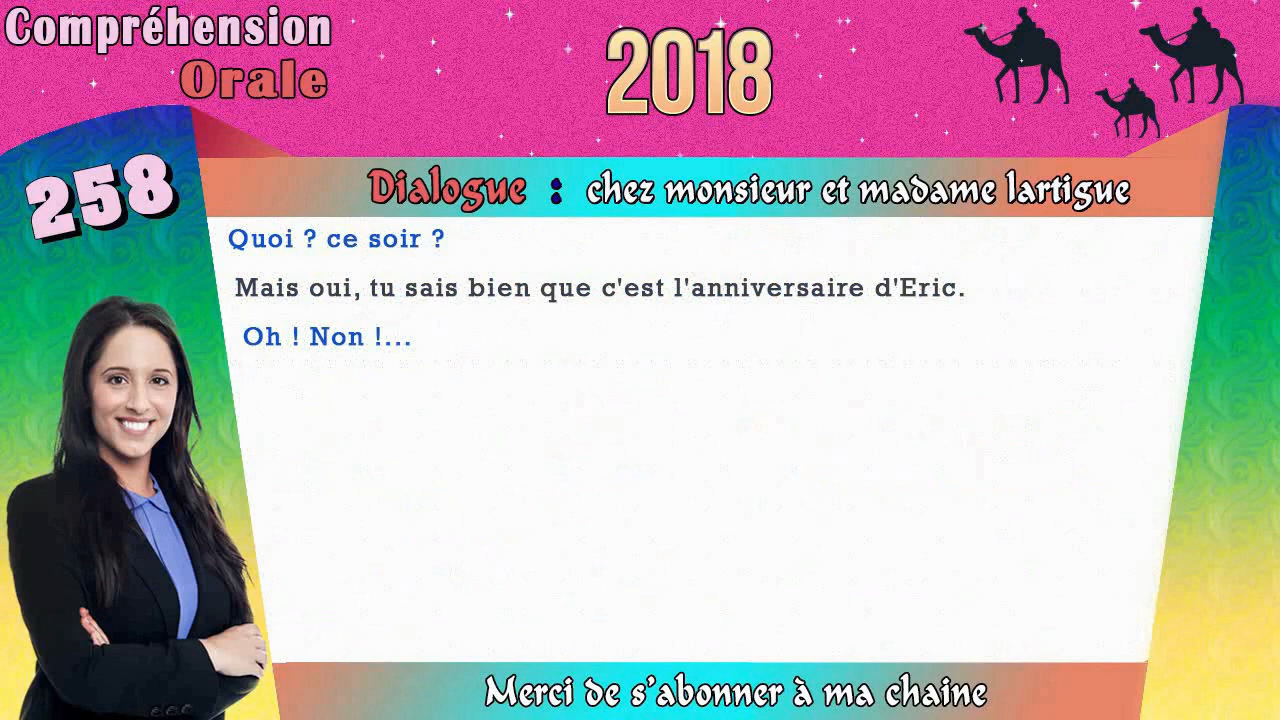 Compréhension
Orale
2018
258
Dialogue : chez monsieur et madame lartigue
Quoi ? ce soir ?
Mais oui, tu sais bien que c'est l'anniversaire d'Eric.
Oh ! Non !...
Merci de s'abonner à ma chaine